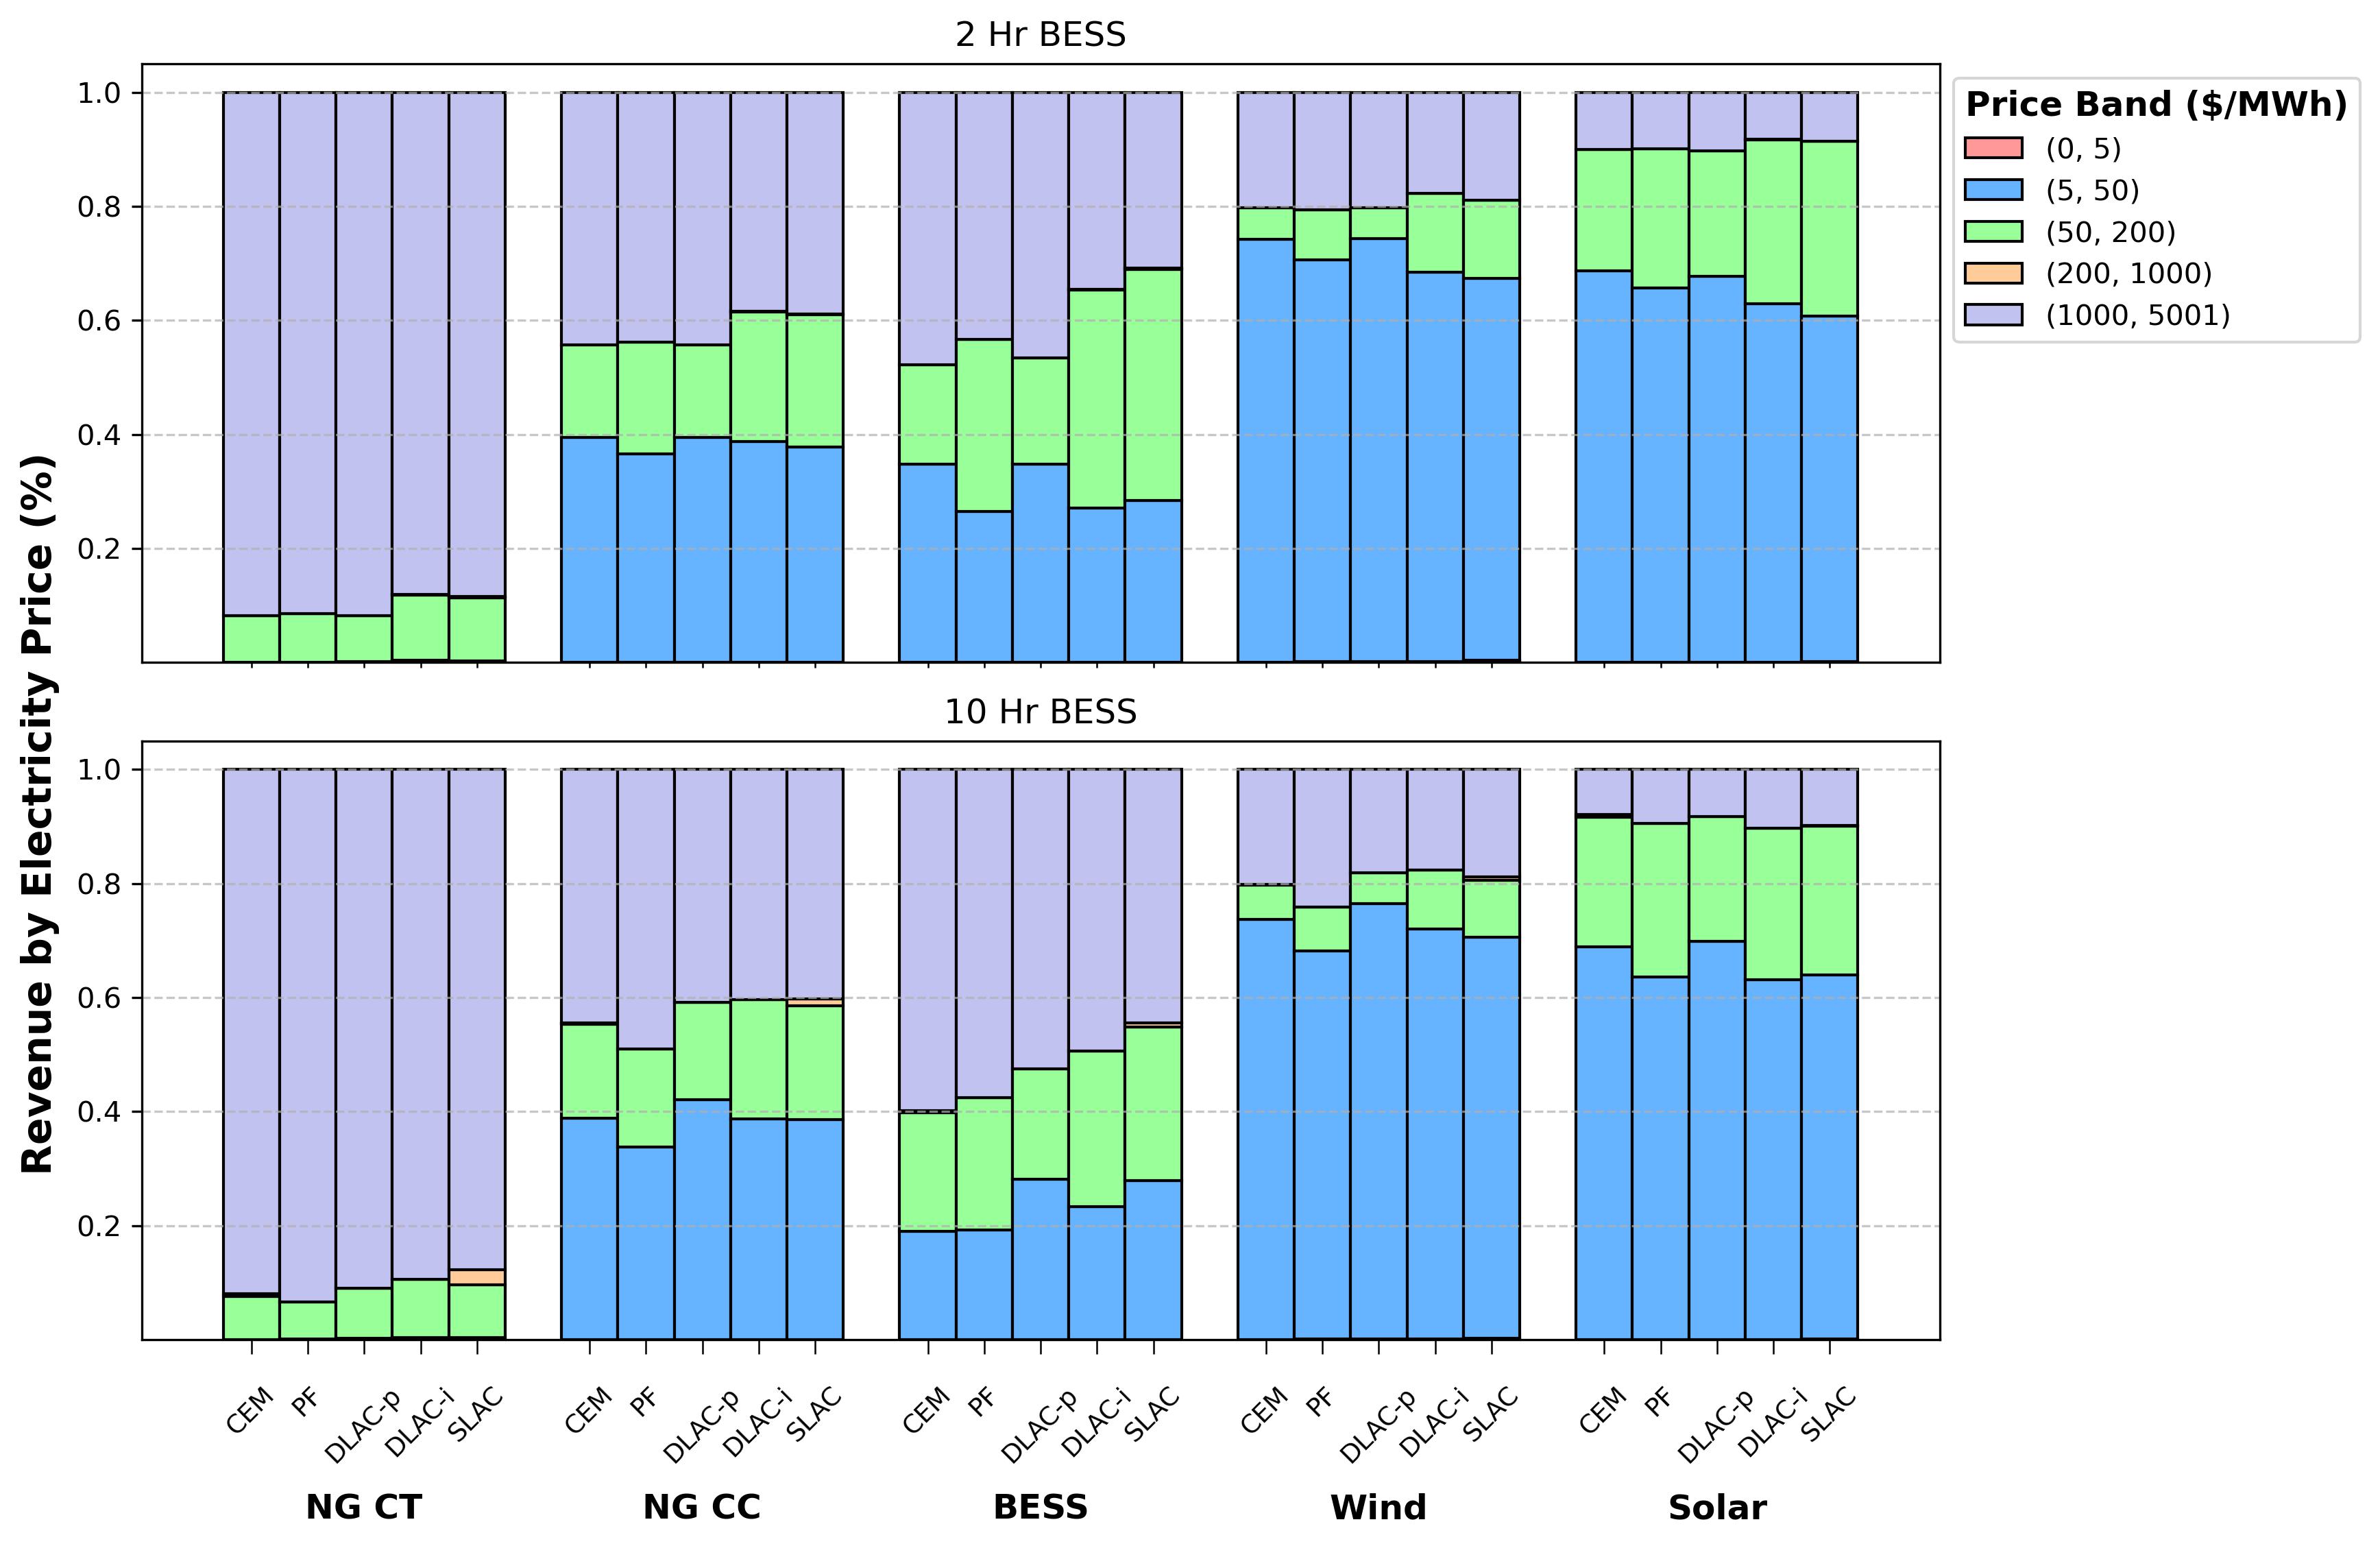 2 Hr BESS
1.0
0.8
0.6
0.4
0.2
Price Band ($/MWh)
(0, 5)
(5, 50)
(50, 200)
(200, 1000)
(1000, 5001)
Revenue by Electricity Price (%)
10 Hr BESS
1.0
0.8
0.6
0.4
0.2
CEM PF DLAC-p DLAC-i SLAC CEM PF DLAC-p DLAC-i SLAC CEM PF DLAC-p DLAC-i SLAC CEM PF DLAC-p DLAC-i SLAC CEM PF DLAC-p DLAC-i SLAC
NG CT NG CC BESS Wind Solar